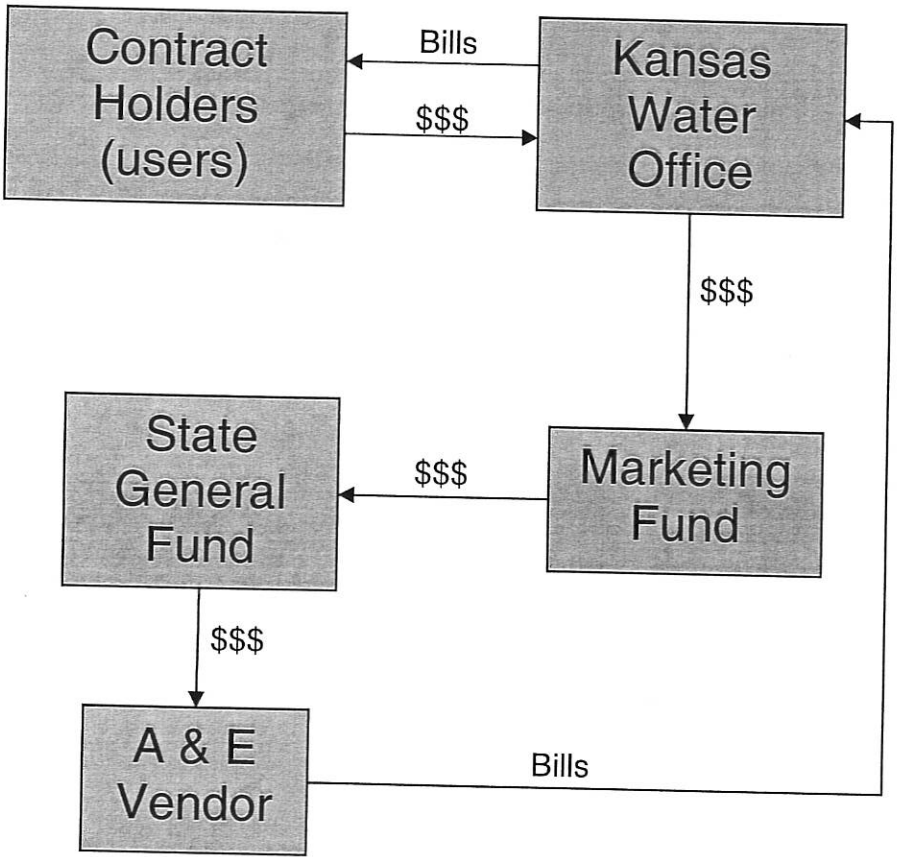 Contract
Holders
(users)
Bills
$$$
Kansas
Water
Office
$$$
State
General
Fund
$$$
Marketing
Fund
$$$
A & E
Vendor
Bills